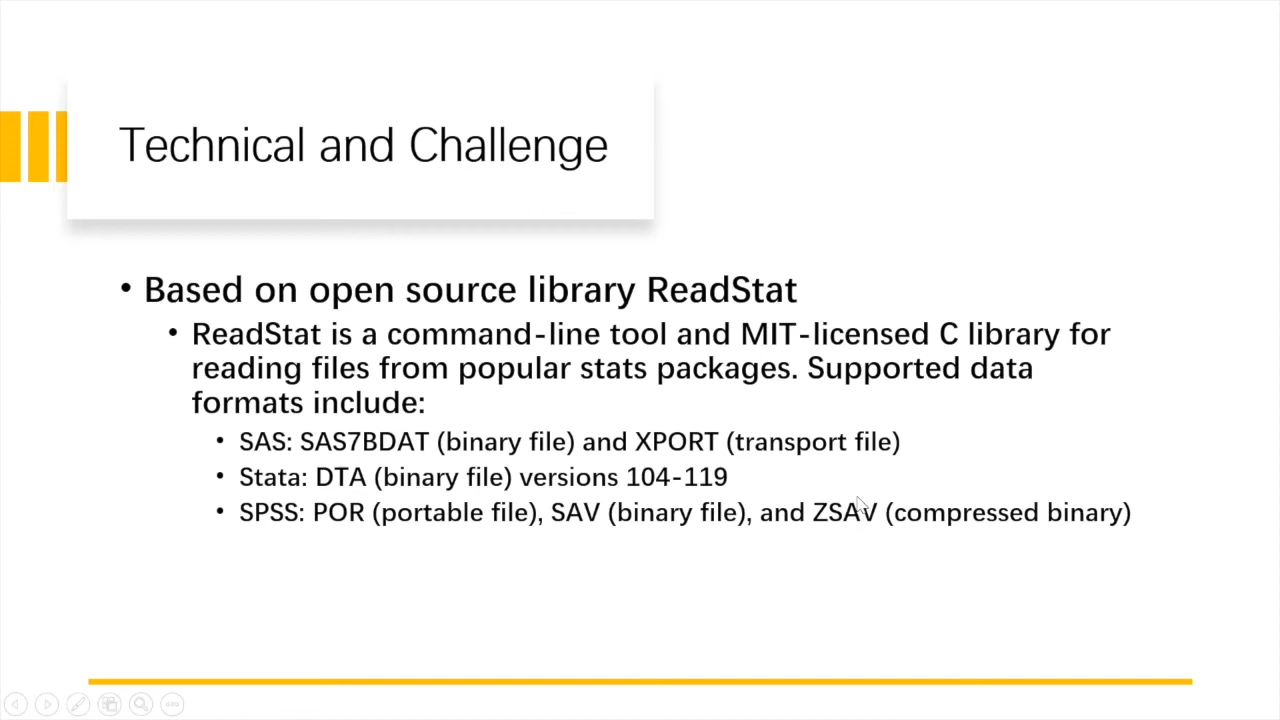 Technical and Challenge
• Based on open source library ReadStat
• ReadStat is a command-line tool and MIT-licensed C library for
reading files from popular stats packages. Supported data
formats include:
• SAS: SAS7BDAT (binary file) and XPORT (transport file)
• Stata: DTA (binary file) versions 104-119
• SPSS: POR (portable file), SAV (binary file), and ZSAV (compressed binary)